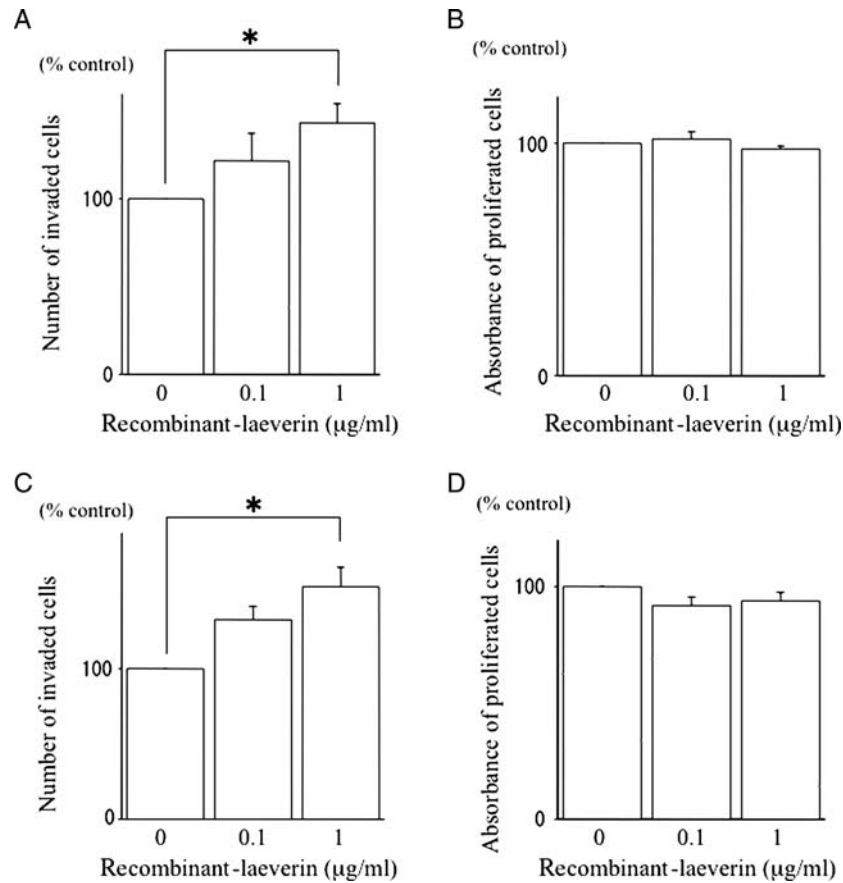 A
(% control)
*
Number of invaded cells
100
0
0 0.1 1
Recombinant-laeverin (µg/ml)
B
(% control)
Absorbance of proliferated cells
100
0
0 0.1 1
Recombinant-laeverin (µg/ml)
C
(% control)
*
Number of invaded cells
100
0
0 0.1 1
Recombinant-laeverin (µg/ml)
D
(% control)
Absorbance of proliferated cells
100
0
0 0.1 1
Recombinant-laeverin (µg/ml)